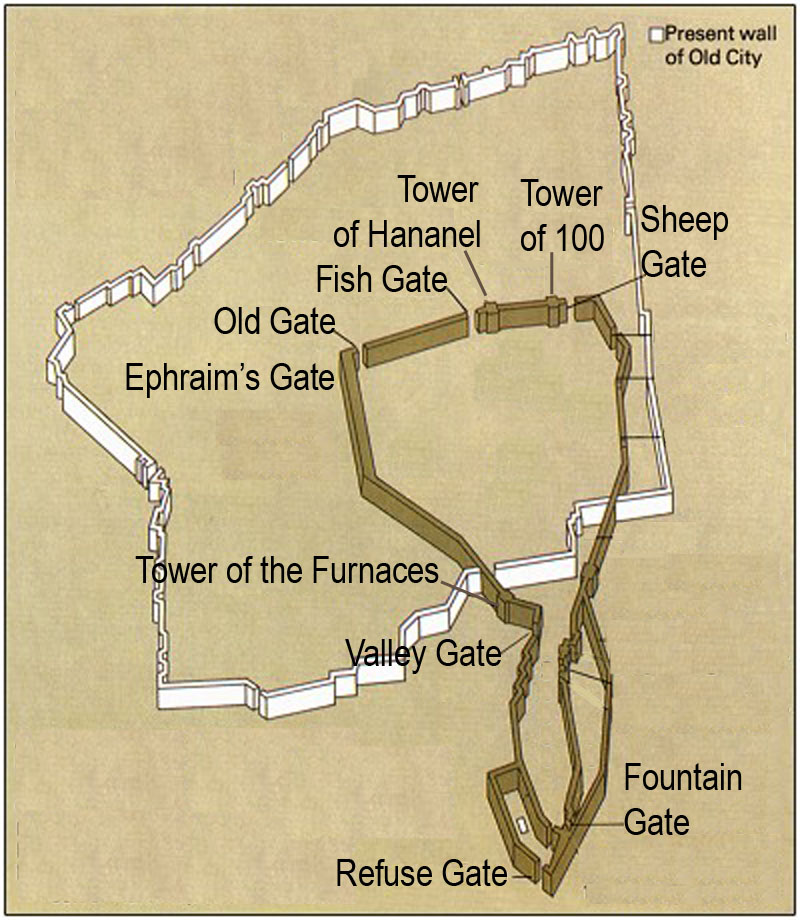 Present wall
of Old City
Tower
of Hananel
Tower
of 100
Sheep
Gate
Fish Gate
Old Gate
Ephraim’s Gate
Tower of the Furnaces
Valley Gate
Fountain
Gate
Refuse Gate